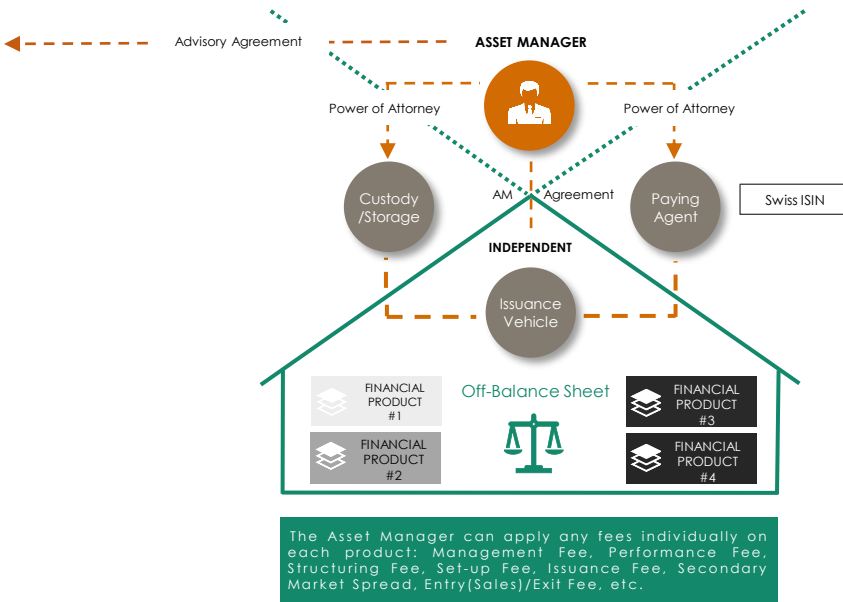 Advisory Agreement
ASSET MANAGER
Power of Attorney
Power of Attorney
Custody
/Storage
AM
Agreement
Paying
Agent
Swiss ISIN
INDEPENDENT
Issuance
Vehicle
Off-Balance Sheet
FINANCIAL
PRODUCT
#1
FINANCIAL
PRODUCT
#2
FINANCIAL
PRODUCT
#3
FINANCIAL
PRODUCT
#4
The Asset Manager can apply any fees individually on
each product: Management Fee, Performance Fee,
Structuring Fee, Set-up Fee, Issuance Fee, Secondary
Market Spread, Entry(Sales)/Exit Fee, etc.